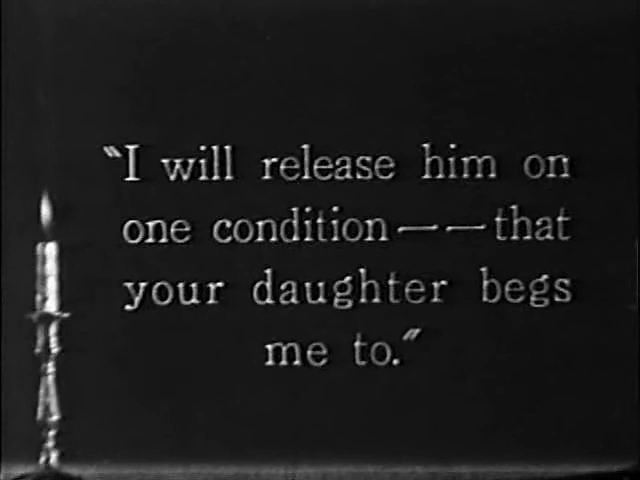 "I will release him on
one condition — — that
your daughter begs
me to."